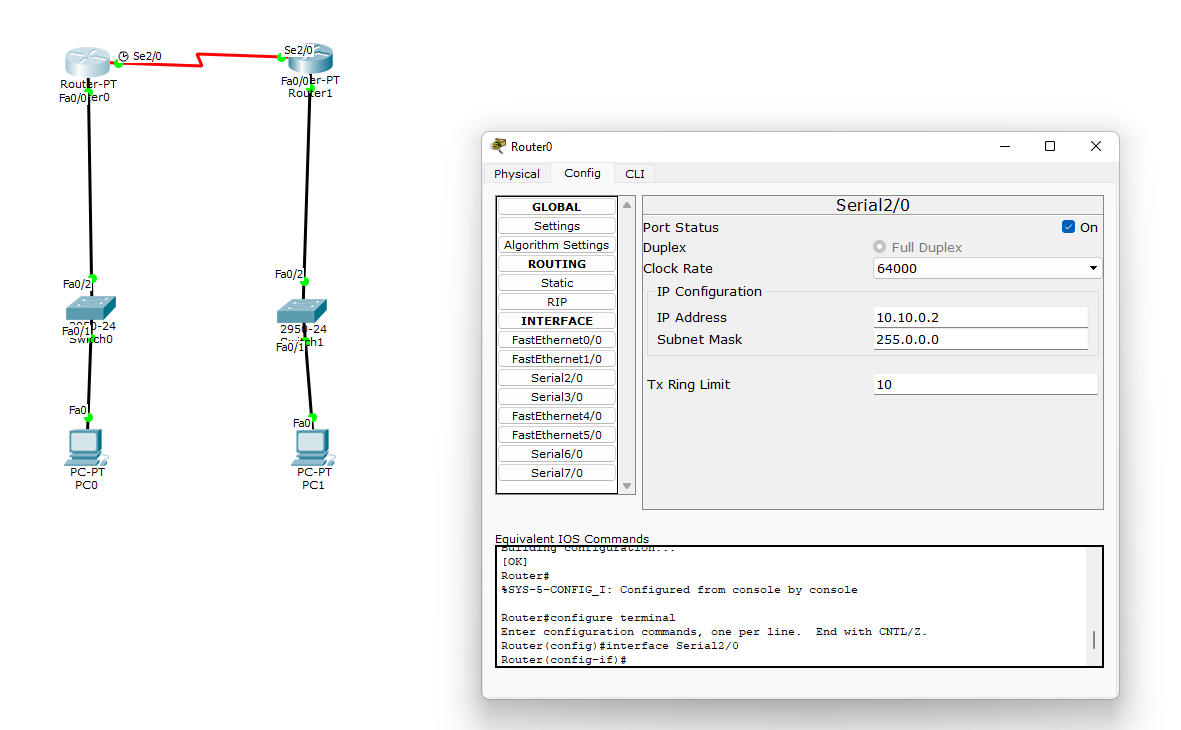 Se2/0
Se2/0
Router-PT
Fa0/0
Fa0/0
Router1
Fa0/2
Fa0/2
2950-24
Fa0/1
Switch0
2950-24
Fa0/1
Fa0
Fa0
PC-PT
PC0
PC-PT
PC1
Router0
Physical Config CLI
GLOBAL
Settings
Algorithm Settings
ROUTING
Static
RIP
INTERFACE
FastEthernet0/0
FastEthernet1/0
Serial2/0
Serial3/0
FastEthernet4/0
FastEthernet5/0
Serial6/0
Serial7/0
Serial2/0
Port Status On
Duplex Full Duplex
Clock Rate 64000
IP Configuration
IP Address 10.10.0.2
Subnet Mask 255.0.0.0
Tx Ring Limit 10
Equivalent IOS Commands
Building configuration...
[OK]
Router#
%SYS-5-CONFIG_I: Configured from console by console
Router#configure terminal
Enter configuration commands, one per line.  End with CNTL/Z.
Router(config)#interface Serial2/0
Router(config-if)#